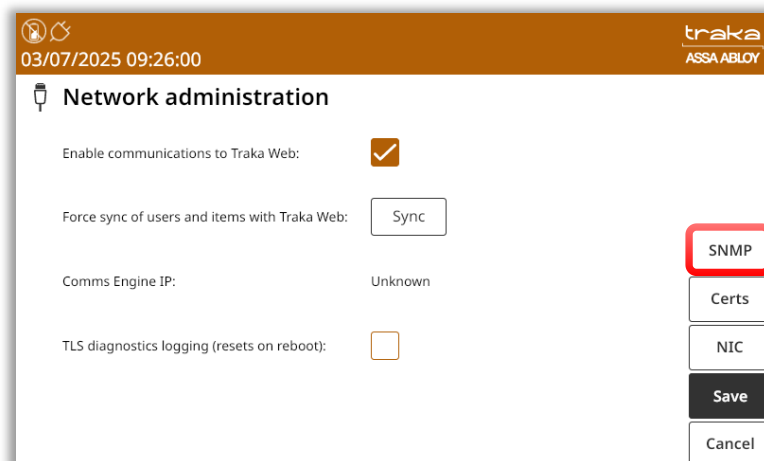 traka
03/07/2025 09:26:00
ASSA ABLOY
Network administration
Enable communications to Traka Web:
Force sync of users and items with Traka Web:
Sync
SNMP
Comms Engine IP:
Unknown
Certs
TLS diagnostics logging (resets on reboot):
NIC
Save
Cancel